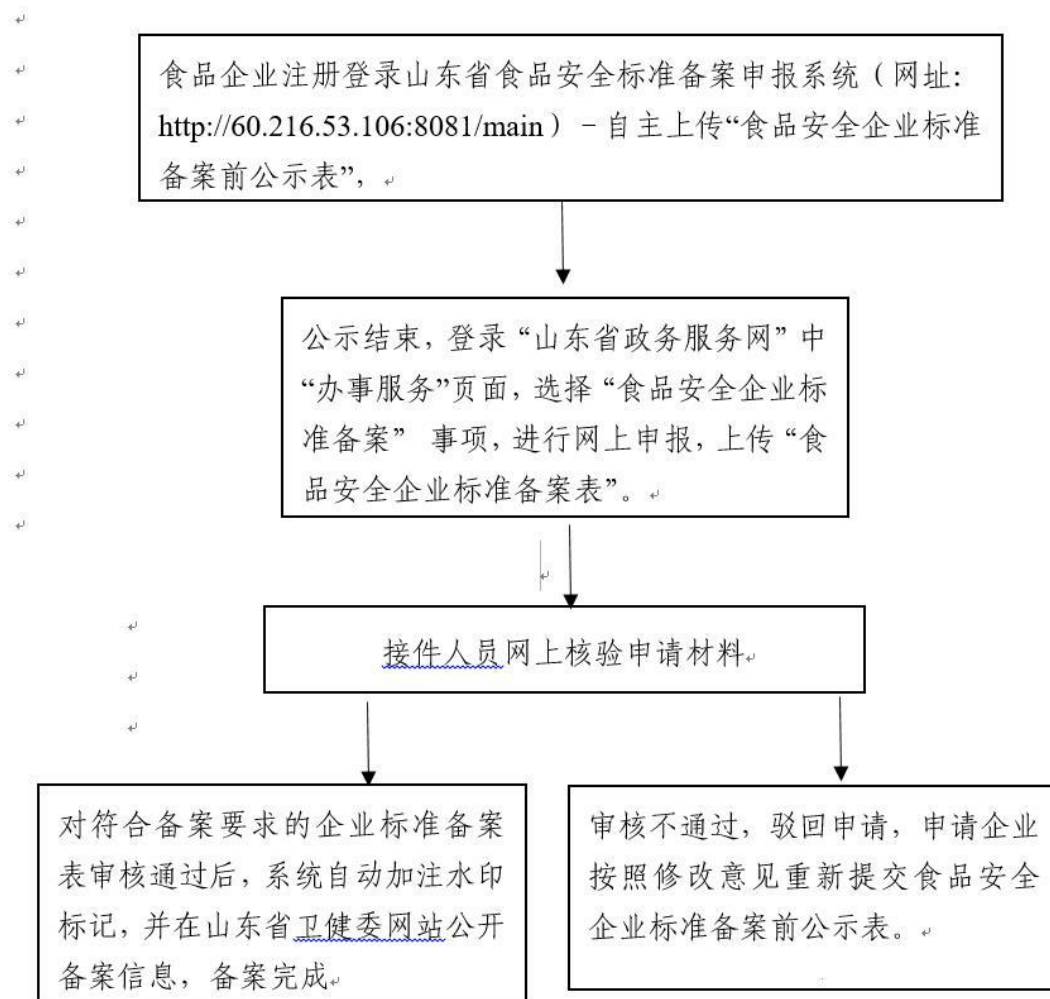 食品企业注册登录山东省食品安全标准备案申报系统（网址：
http://60.216.53.106:8081/main）－自主上传“食品安全企业标准
备案前公示表”，
公示结束，登录“山东省政务服务网”中
“办事服务”页面，选择“食品安全企业标
准备案” 事项，进行网上申报，上传“食
品安全企业标准备案表”。
接件人员网上核验申请材料
对符合备案要求的企业标准备案
表审核通过后，系统自动加注水印
标记，并在山东省卫健委网站公开
备案信息，备案完成
审核不通过，驳回申请，申请企业
按照修改意见重新提交食品安全
企业标准备案前公示表。